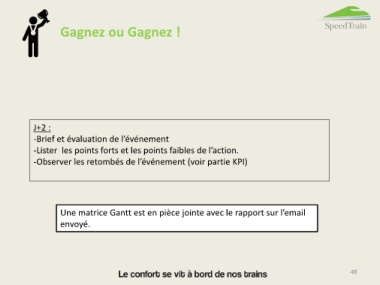 Gagnez ou Gagnez !
SpeedTrain
J+2 :
-Brief et évaluation de l’événement
-Lister les points forts et les points faibles de l’action.
-Observer les retombés de l’événement (voir partie KPI)
Une matrice Gantt est en pièce jointe avec le rapport sur l’email
envoyé.
Le confort se vit à bord de nos trains
48